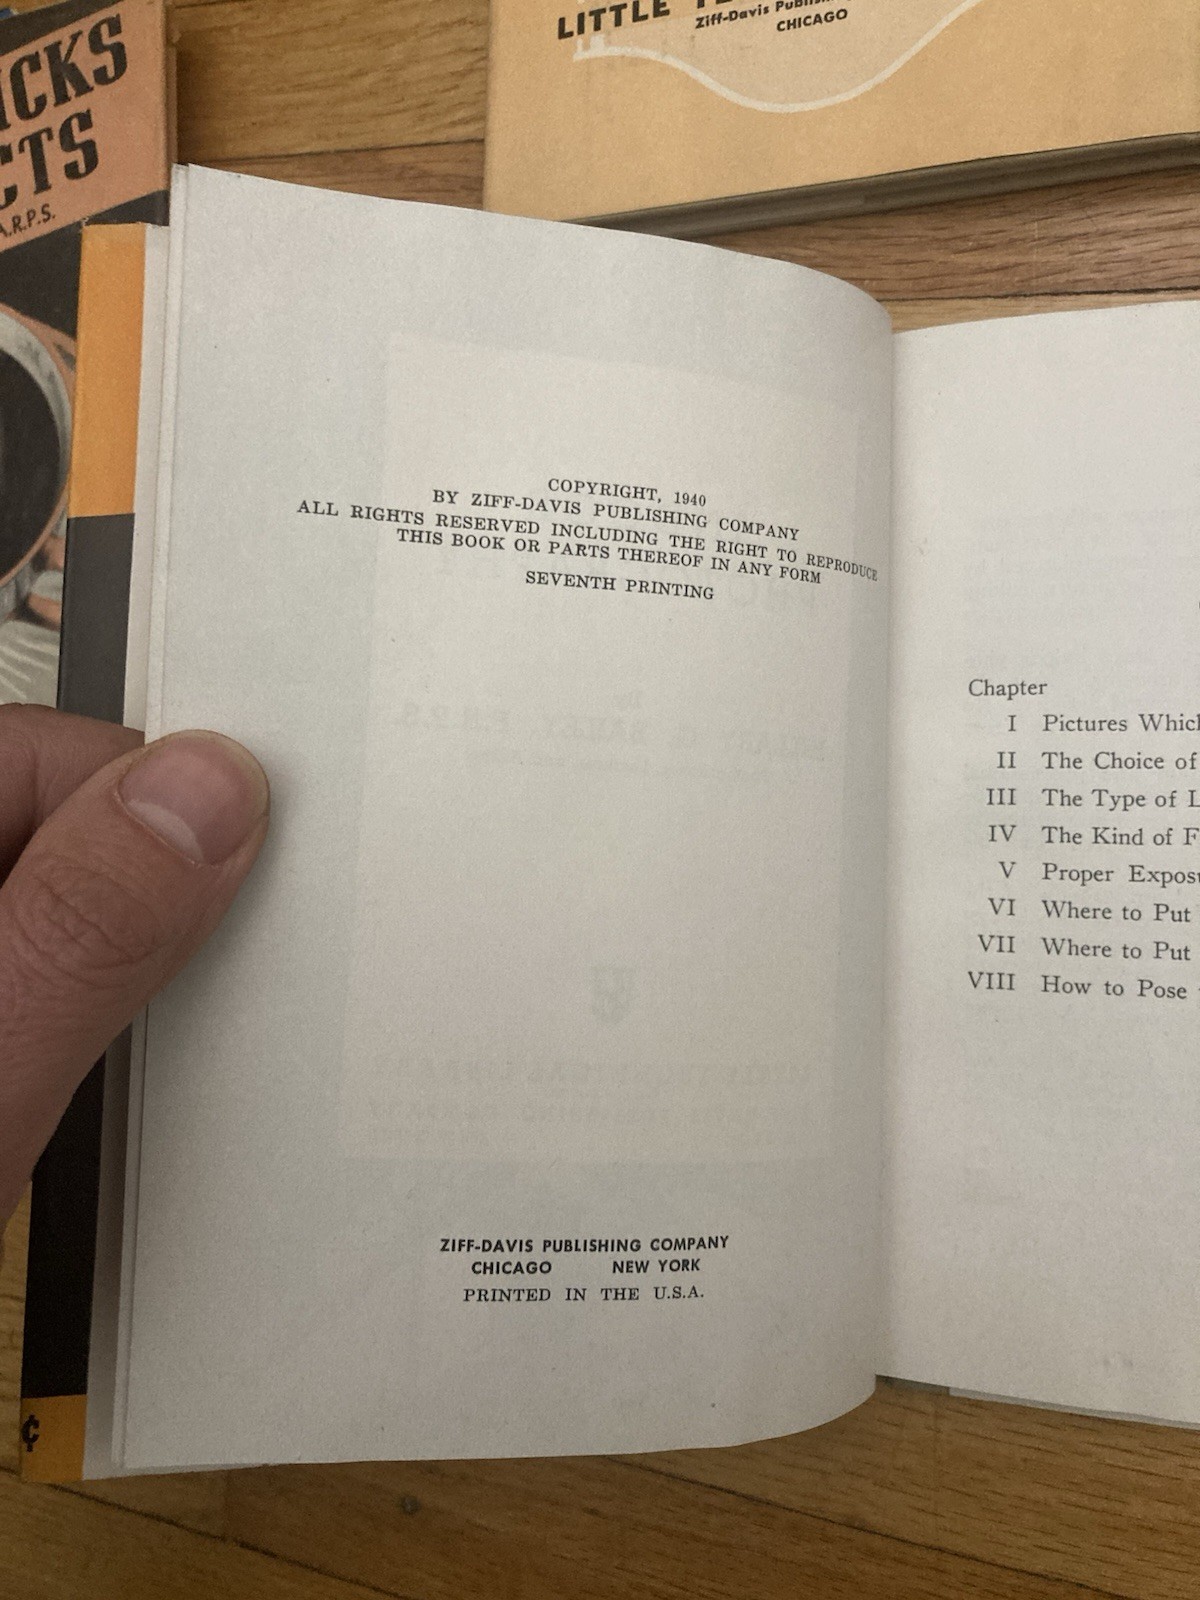 ICKS
CTS
A.R.P.S.
LITTLE
Ziff-Davis
CHICAGO
COPYRIGHT, 1940
BY ZIFF-DAVIS PUBLISHING COMPANY
ALL RIGHTS RESERVED INCLUDING THE RIGHT TO REPRODUCE
THIS BOOK OR PARTS THEREOF IN ANY FORM
SEVENTH PRINTING
ZIFF-DAVIS PUBLISHING COMPANY
CHICAGO NEW YORK
PRINTED IN THE U.S.A.
¢
Chapter
I Pictures Which
II The Choice of
III The Type of L
IV The Kind of F
V Proper Expos
VI Where to Put
VII Where to Put
VIII How to Pose